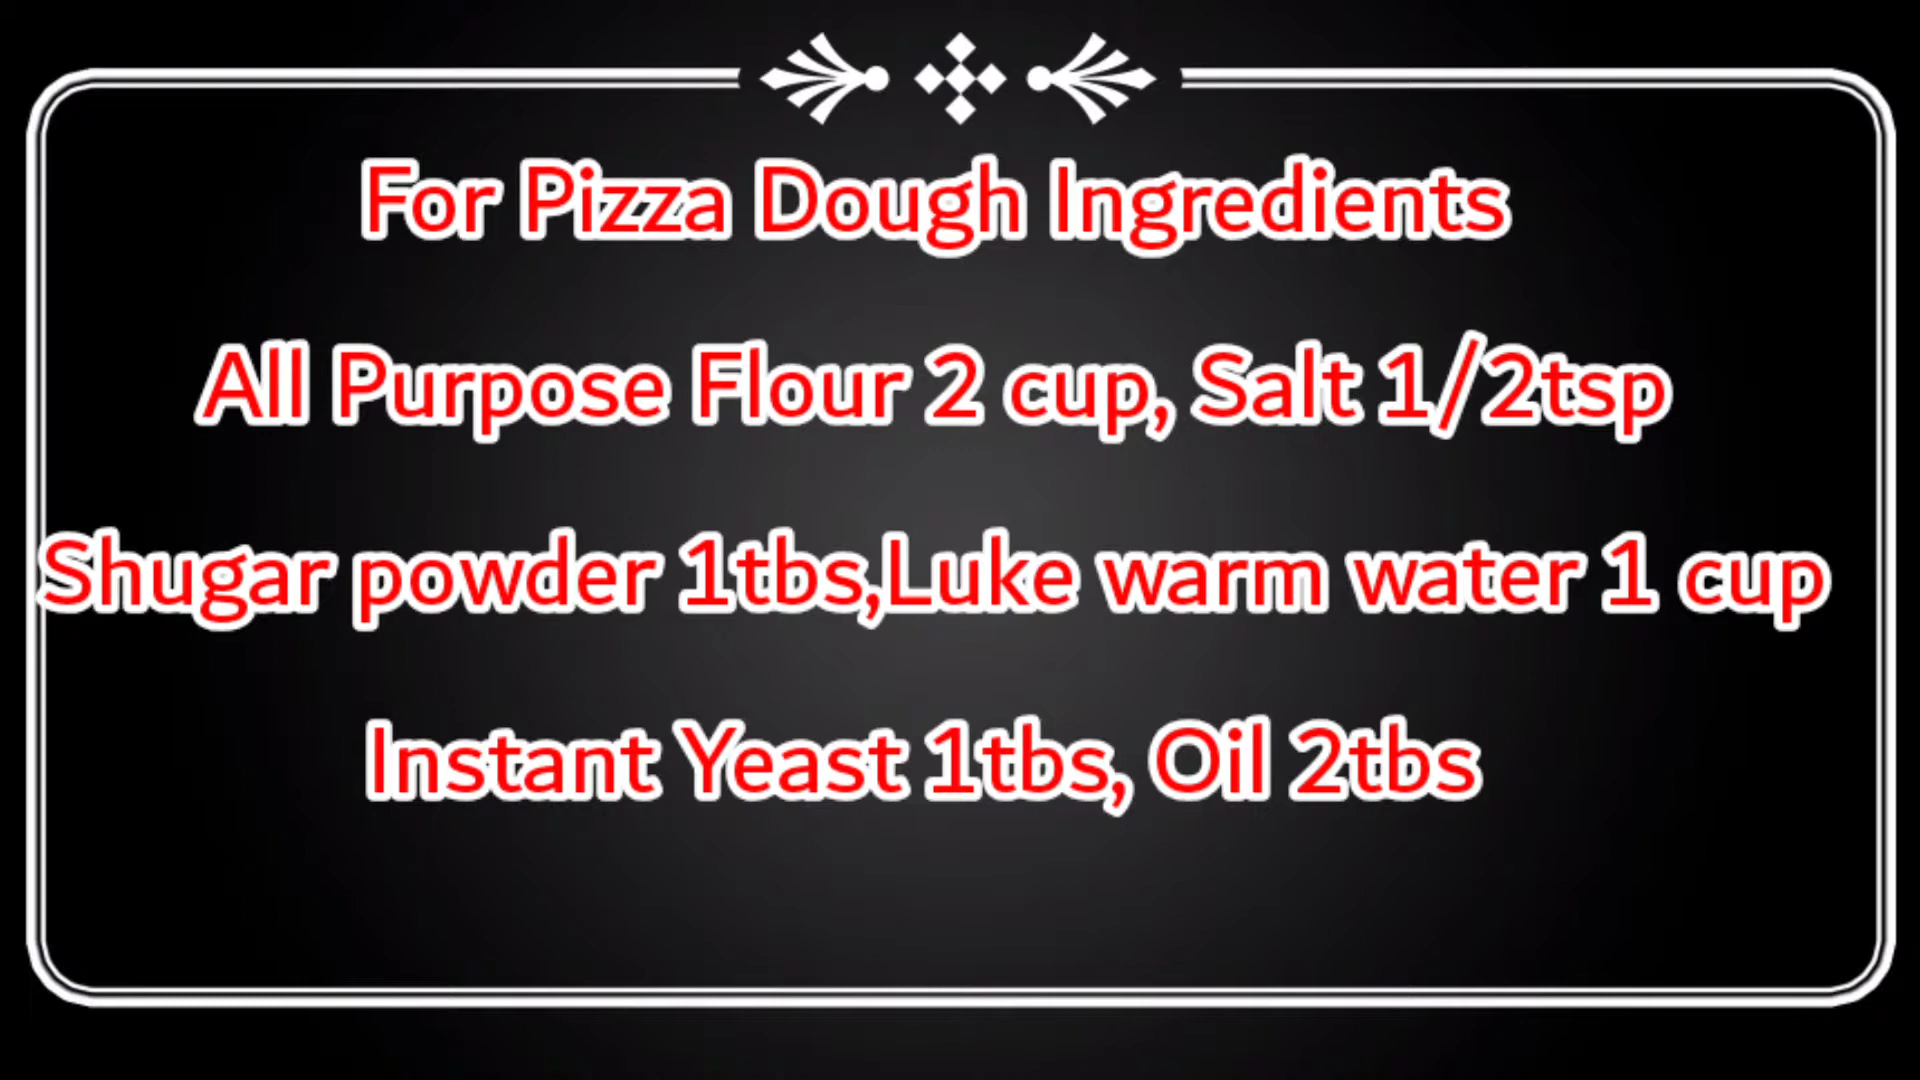 For Pizza Dough Ingredients
All Purpose Flour 2 cup, Salt 1/2tsp
Shugar powder 1tbs,Luke warm water 1 cup
Instant Yeast 1tbs, Oil 2tbs